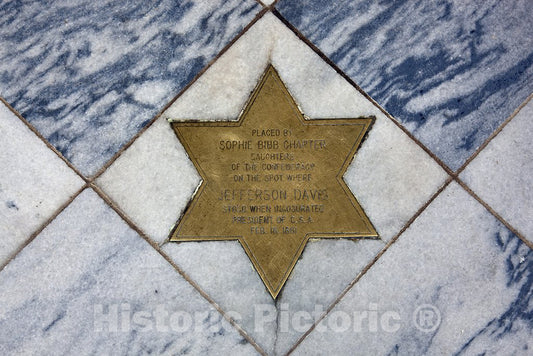 PLACED BY
SOPHIE BIBB CHAPTER
DAUGHTERS
OF THE CONFEDERACY
ON THE SPOT WHERE
JEFFERSON DAVIS
STOOD WHEN INAUGURATED
PRESIDENT OF C.S.A.
FEB. 18, 1861
Historic Pictoric
R